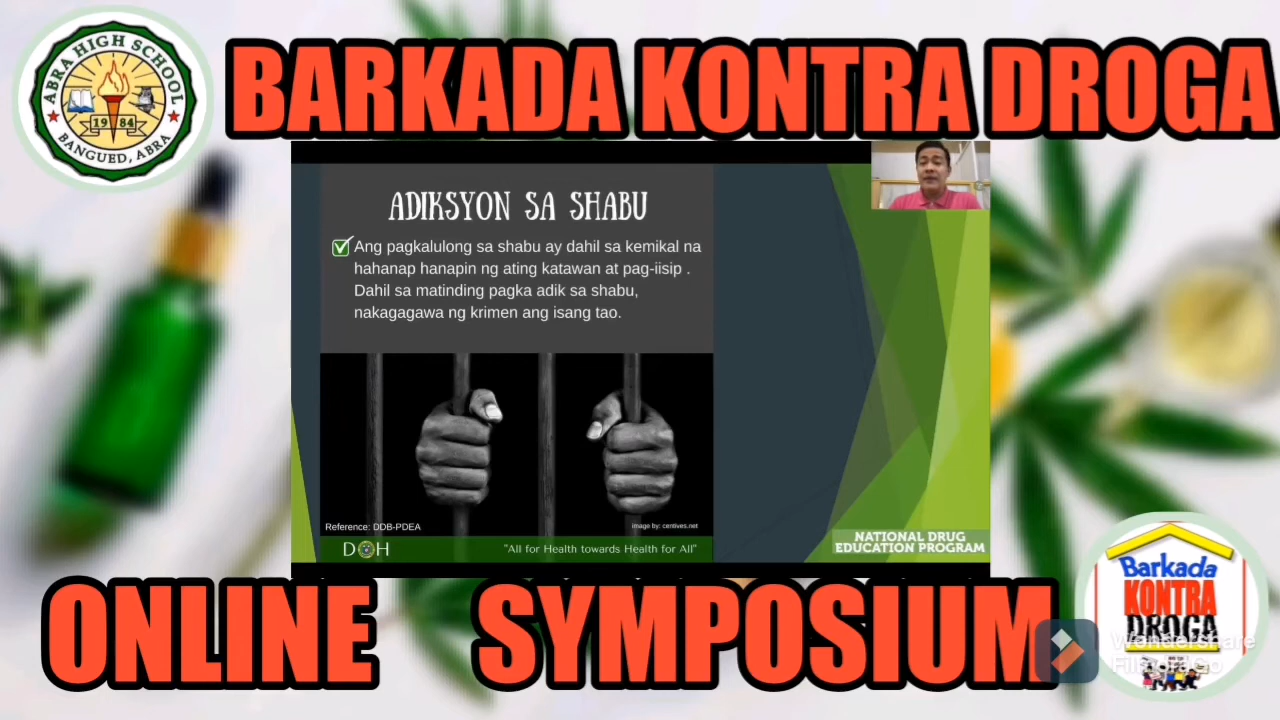 BARKADA KONTRA DROGA
ABRA HIGH SCHOOL
1984
BANGUED, ABRA
ADIKSYON SA SHABU
Ang pagkalulong sa shabu ay dahil sa kemikal na
hahanap hanapin ng ating katawan at pag-iisip .
Dahil sa matinding pagka adik sa shabu,
nakagagawa ng krimen ang isang tao.
Reference: DDB-PDEA
Image by: centives.net
DOH
"All for Health towards Health for All"
NATIONAL DRUG
EDUCATION PROGRAM
ONLINE SYMPOSIUM
Barkada
KONTRA
DROGA
Wondershare
FilmoraGo